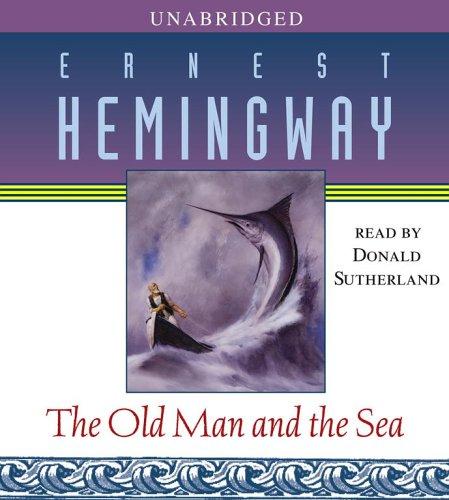 UNABRIDGED
ERNEST
HEMINGWAY
READ BY
DONALD
SUTHERLAND
The Old Man and the Sea